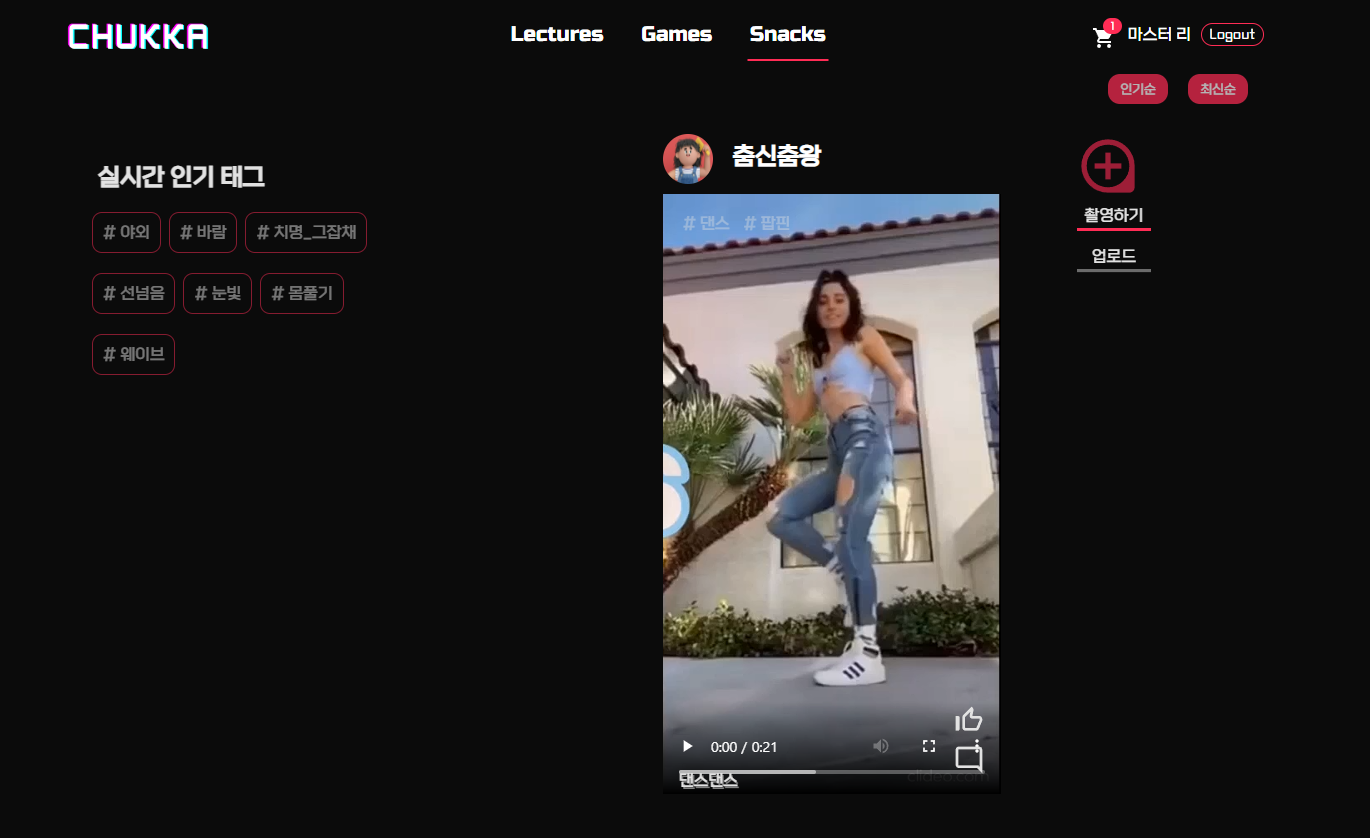 CHUKKA
Lectures Games Snacks
1 마스터 리 Logout
인기순 최신순
실시간 인기 태그
# 야외 # 바람 # 치명_그잡채
# 선넘음 # 눈빛 # 몸풀기
# 웨이브
춤신춤왕
# 댄스 # 팝핀
0:00 / 0:21
댄스댄스
clideo.com
촬영하기
업로드